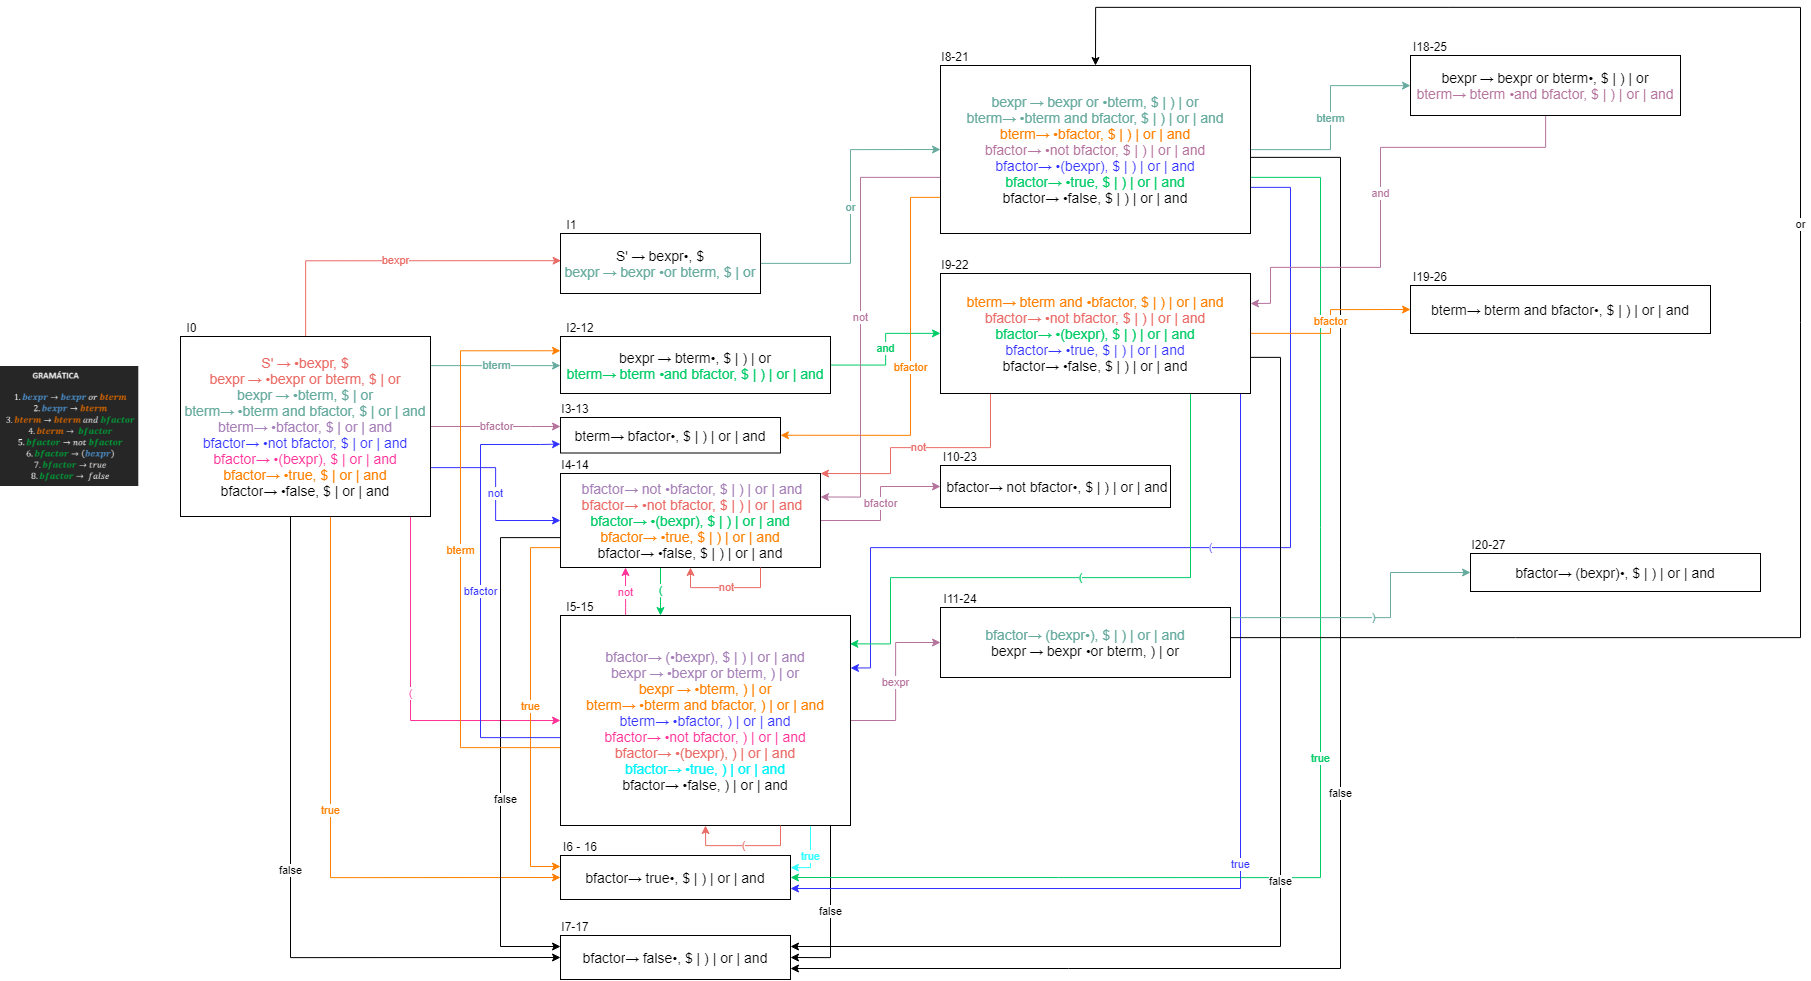 GRAMÁTICA
1. bexpr → bexpr or bterm
2. bexpr → bterm
3. bterm → bterm and bfactor
4. bterm → bfactor
5. bfactor → not bfactor
6. bfactor → (bexpr)
7. bfactor → true
8. bfactor → false
I0
S' → •bexpr, $
bexpr → •bexpr or bterm, $ | or
bexpr → •bterm, $ | or
bterm→ •bterm and bfactor, $ | or | and
bterm→ •bfactor, $ | or | and
bfactor→ •not bfactor, $ | or | and
bfactor→ •(bexpr), $ | or | and
bfactor→ •true, $ | or | and
bfactor→ •false, $ | or | and
bexpr
bterm
bfactor
not
(
true
false
I1
S' → bexpr•, $
bexpr → bexpr •or bterm, $ | or
or
I2-12
bexpr → bterm•, $ | ) | or
bterm→ bterm •and bfactor, $ | ) | or | and
and
I3-13
bterm→ bfactor•, $ | ) | or | and
I4-14
bfactor→ not •bfactor, $ | ) | or | and
bfactor→ •not bfactor, $ | ) | or | and
bfactor→ •(bexpr), $ | ) | or | and
bfactor→ •true, $ | ) | or | and
bfactor→ •false, $ | ) | or | and
bfactor
not
(
true
false
I5-15
bfactor→ (•bexpr), $ | ) | or | and
bexpr → •bexpr or bterm, ) | or
bexpr → •bterm, ) | or
bterm→ •bterm and bfactor, ) | or | and
bterm→ •bfactor, ) | or | and
bfactor→ •not bfactor, ) | or | and
bfactor→ •(bexpr), ) | or | and
bfactor→ •true, ) | or | and
bfactor→ •false, ) | or | and
bexpr
bterm
bfactor
not
(
true
false
I6 - 16
bfactor→ true•, $ | ) | or | and
I7-17
bfactor→ false•, $ | ) | or | and
I8-21
bexpr → bexpr or •bterm, $ | ) | or
bterm→ •bterm and bfactor, $ | ) | or | and
bterm→ •bfactor, $ | ) | or | and
bfactor→ •not bfactor, $ | ) | or | and
bfactor→ •(bexpr), $ | ) | or | and
bfactor→ •true, $ | ) | or | and
bfactor→ •false, $ | ) | or | and
bterm
bfactor
not
(
true
false
I9-22
bterm→ bterm and •bfactor, $ | ) | or | and
bfactor→ •not bfactor, $ | ) | or | and
bfactor→ •(bexpr), $ | ) | or | and
bfactor→ •true, $ | ) | or | and
bfactor→ •false, $ | ) | or | and
bfactor
not
(
true
false
I10-23
bfactor→ not bfactor•, $ | ) | or | and
I11-24
bfactor→ (bexpr•), $ | ) | or | and
bexpr → bexpr •or bterm, ) | or
)
or
I18-25
bexpr → bexpr or bterm•, $ | ) | or
bterm→ bterm •and bfactor, $ | ) | or | and
and
I19-26
bterm→ bterm and bfactor•, $ | ) | or | and
I20-27
bfactor→ (bexpr)•, $ | ) | or | and